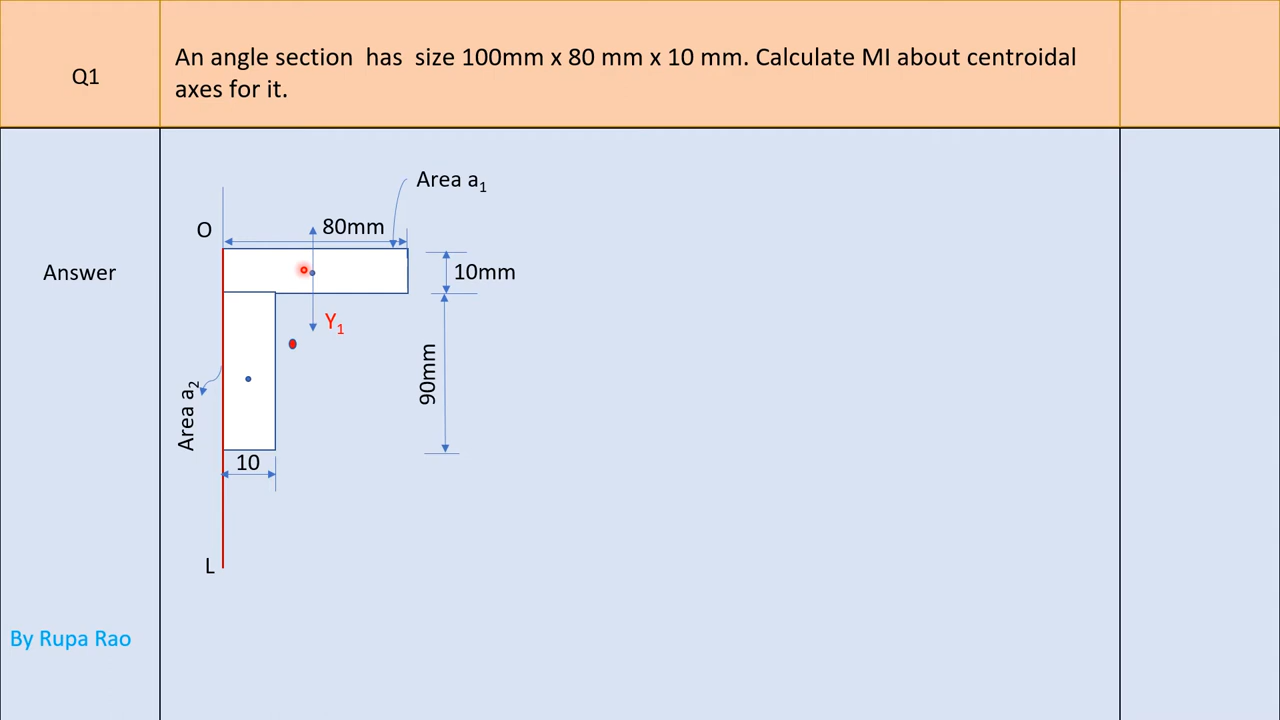 Q1
An angle section  has  size 100mm x 80 mm x 10 mm. Calculate MI about centroidal
axes for it.
Answer
Area a1
O
80mm
10mm
Y1
90mm
Area a2
10
L
By Rupa Rao